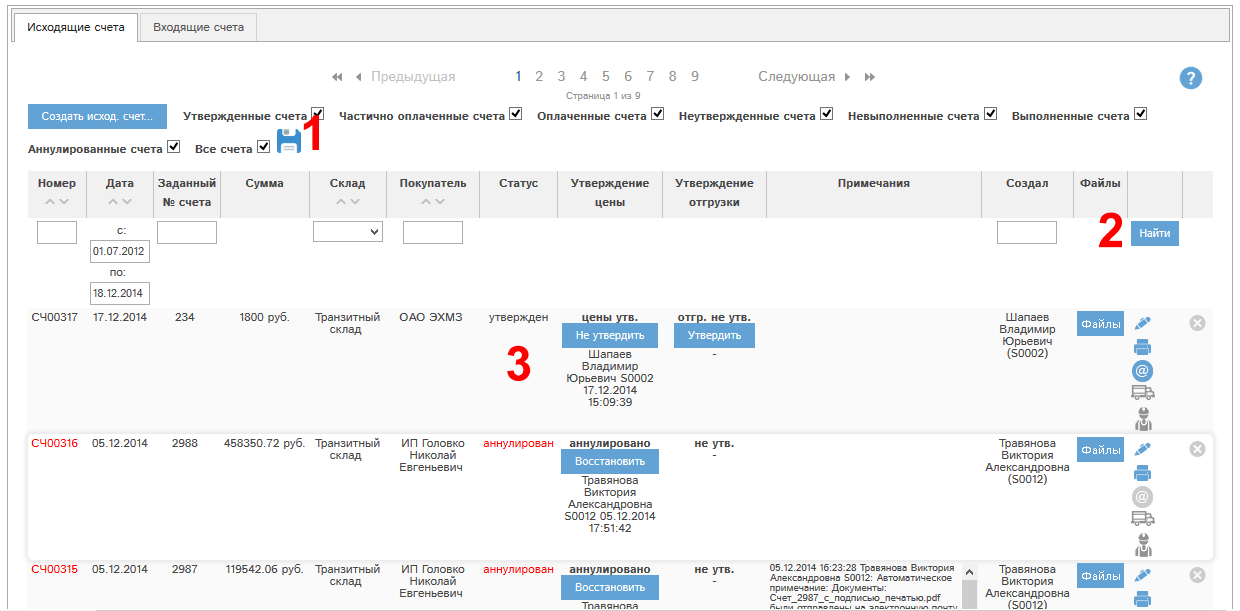 Исходящие счета Входящие счета
Предыдущая 1 2 3 4 5 6 7 8 9 Следующая
Страница 1 из 9
?
Создать исход. счет... Утвержденные счета Частично оплаченные счета Оплаченные счета Неутвержденные счета Невыполненные счета Выполненные счета
1
Аннулированные счета Все счета
Номер Дата Заданный № счета Сумма Склад Покупатель Статус Утверждение цены Утверждение отгрузки Примечания Создал Файлы
с:
01.07.2012
по:
18.12.2014
2 Найти
СЧ00317 17.12.2014 234 1800 руб. Транзитный склад ОАО ЭХМЗ утвержден цены утв. отгр. не утв. Шапаев Владимир Юрьевич (S0002) Файлы
Не утвердить Утвердить
3
Шапаев -
Владимир
Юрьевич S0002
17.12.2014
15:09:39
@
СЧ00316 05.12.2014 2988 458350.72 руб. Транзитный склад ИП Головко Николай Евгеньевич аннулирован аннулировано не утв. - Травянова Виктория Александровна (S0012) Файлы
Восстановить
Травянова
Виктория
Александровна
S0012 05.12.2014
17:51:42
@
СЧ00315 05.12.2014 2987 119542.06 руб. Транзитный склад ИП Головко Николай Евгеньевич аннулирован аннулировано не утв. - Травянова Виктория Александровна (S0012) Файлы
Восстановить
Травянова
05.12.2014 16:23:28 Травянова Виктория
Александровна S0012: Автоматическое
примечание: Документы:
Счет_2987_с_подписью_печатью.pdf
были отправлены на электронную почту